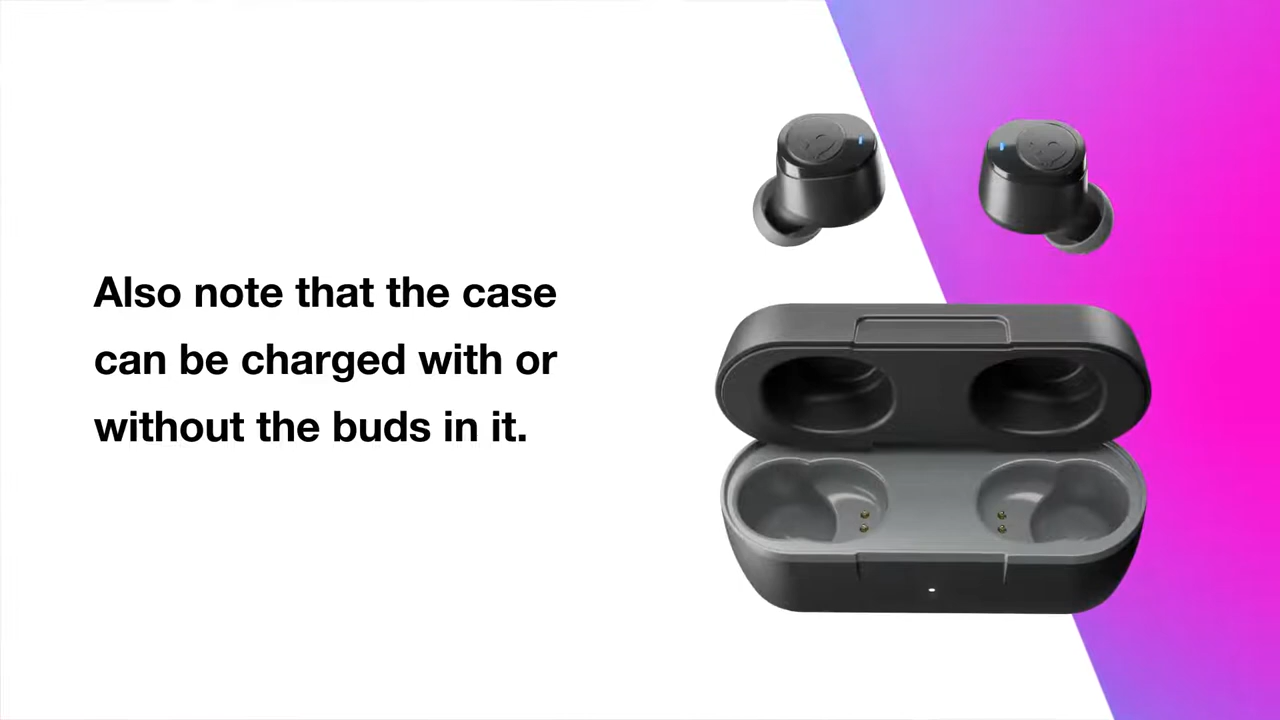 Also note that the case
can be charged with or
without the buds in it.